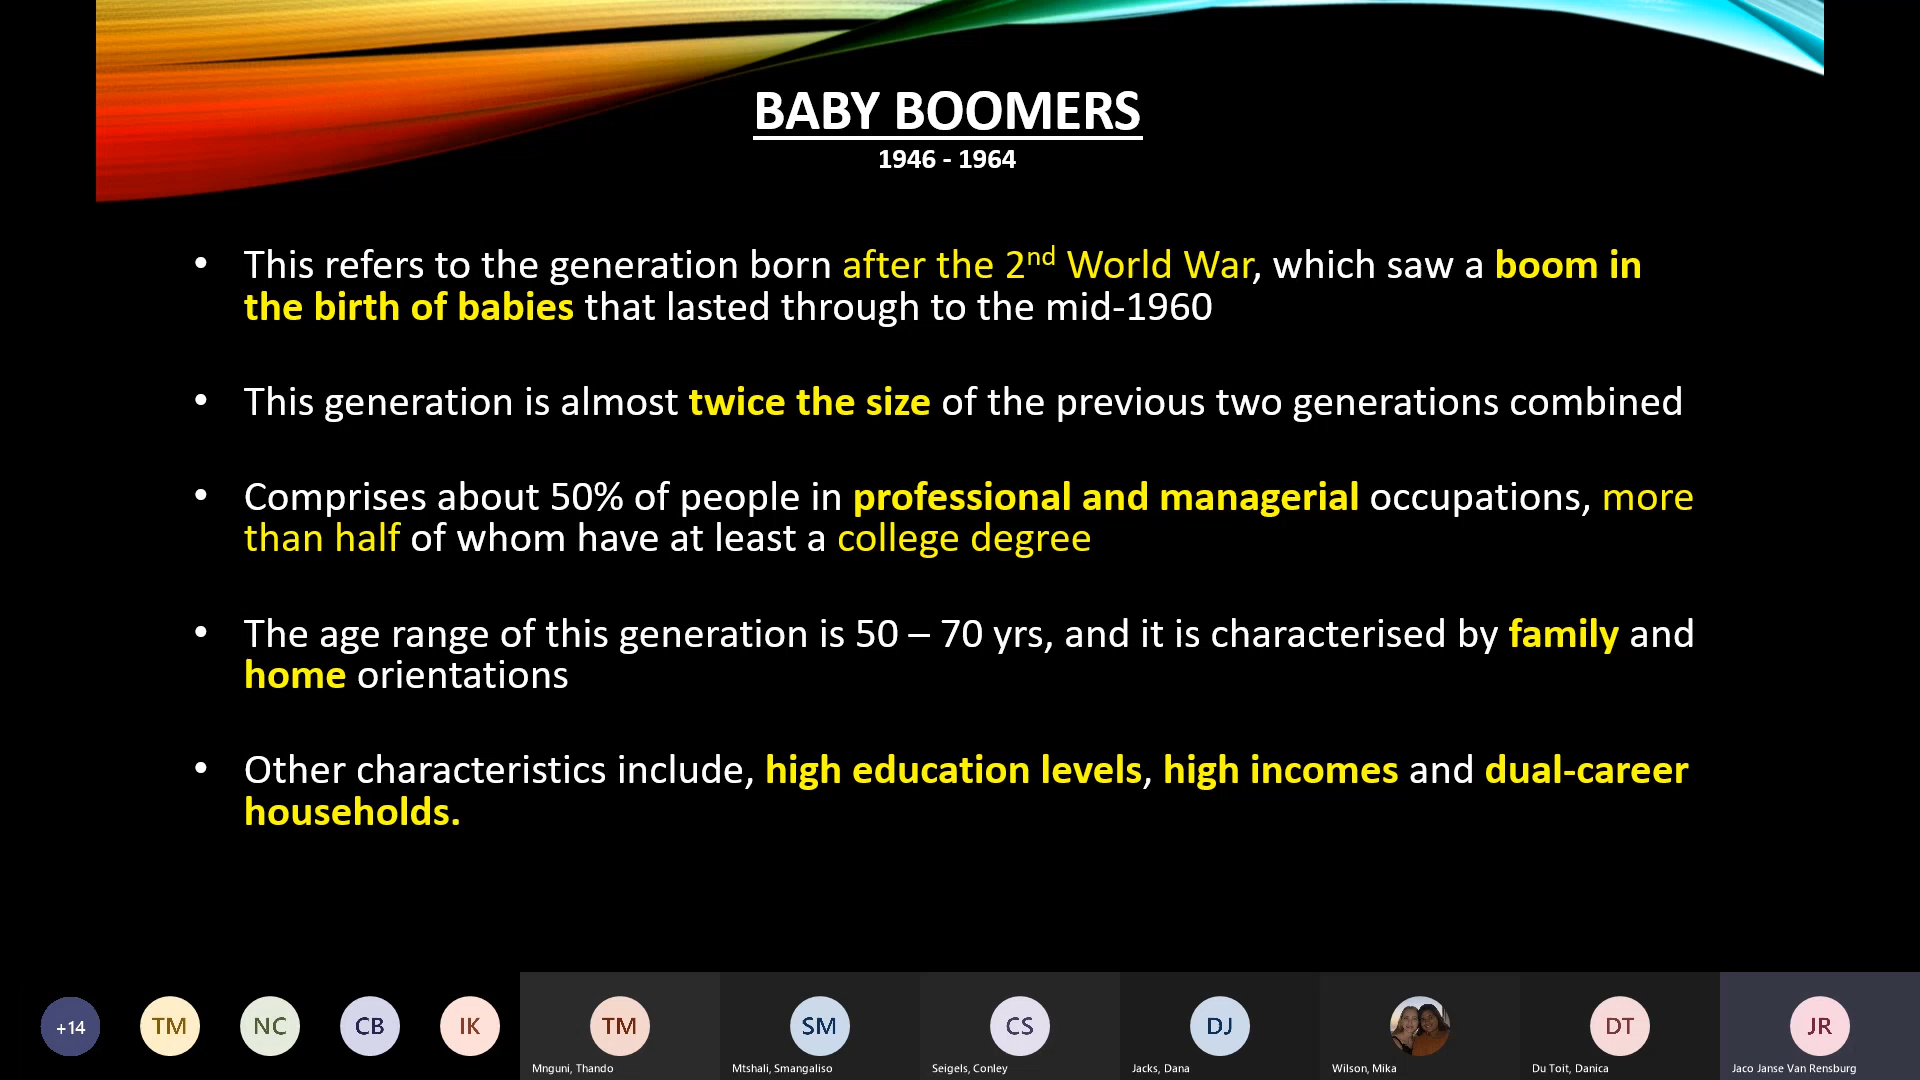 BABY BOOMERS
1946 - 1964
• This refers to the generation born after the 2nd World War, which saw a boom in
the birth of babies that lasted through to the mid-1960
• This generation is almost twice the size of the previous two generations combined
• Comprises about 50% of people in professional and managerial occupations, more
than half of whom have at least a college degree
• The age range of this generation is 50 – 70 yrs, and it is characterised by family and
home orientations
• Other characteristics include, high education levels, high incomes and dual-career
households.
+14 TM NC CB IK TM SM CS DJ DT JR
Mnguni, Thando Mtshali, Smangaliso Seigels, Conley Jacks, Dana Wilson, Mika Du Toit, Danica Jaco Janse Van Rensburg